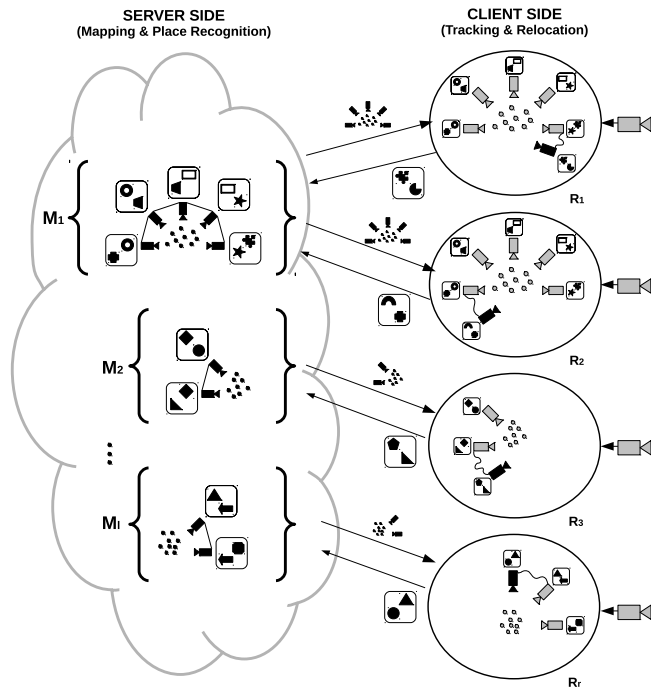 SERVER SIDE
(Mapping & Place Recognition)
CLIENT SIDE
(Tracking & Relocation)
M1
R1
M2
R2
R3
Ml
Rr